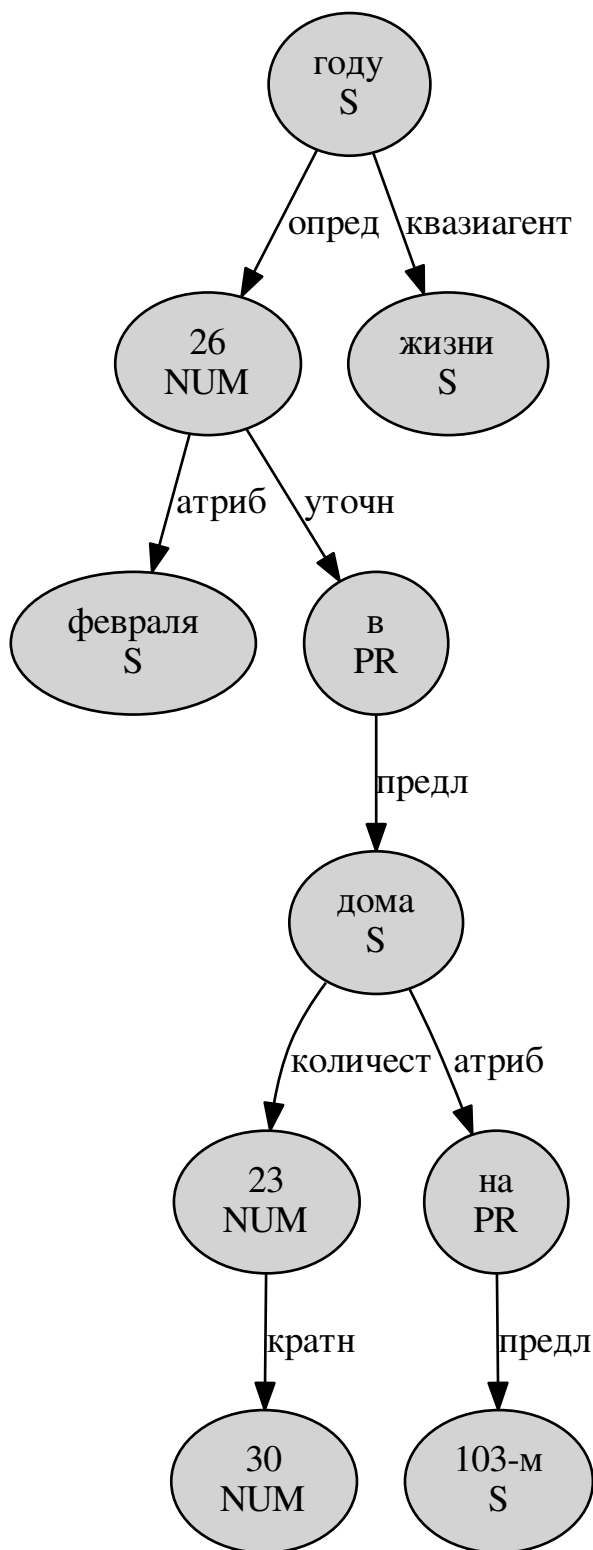 году
S
опред квазиагент
26
NUM
жизни
S
атриб уточн
февраля
S
в
PR
предл
дома
S
количест атриб
23
NUM
на
PR
кратн предл
30
NUM
103-м
S